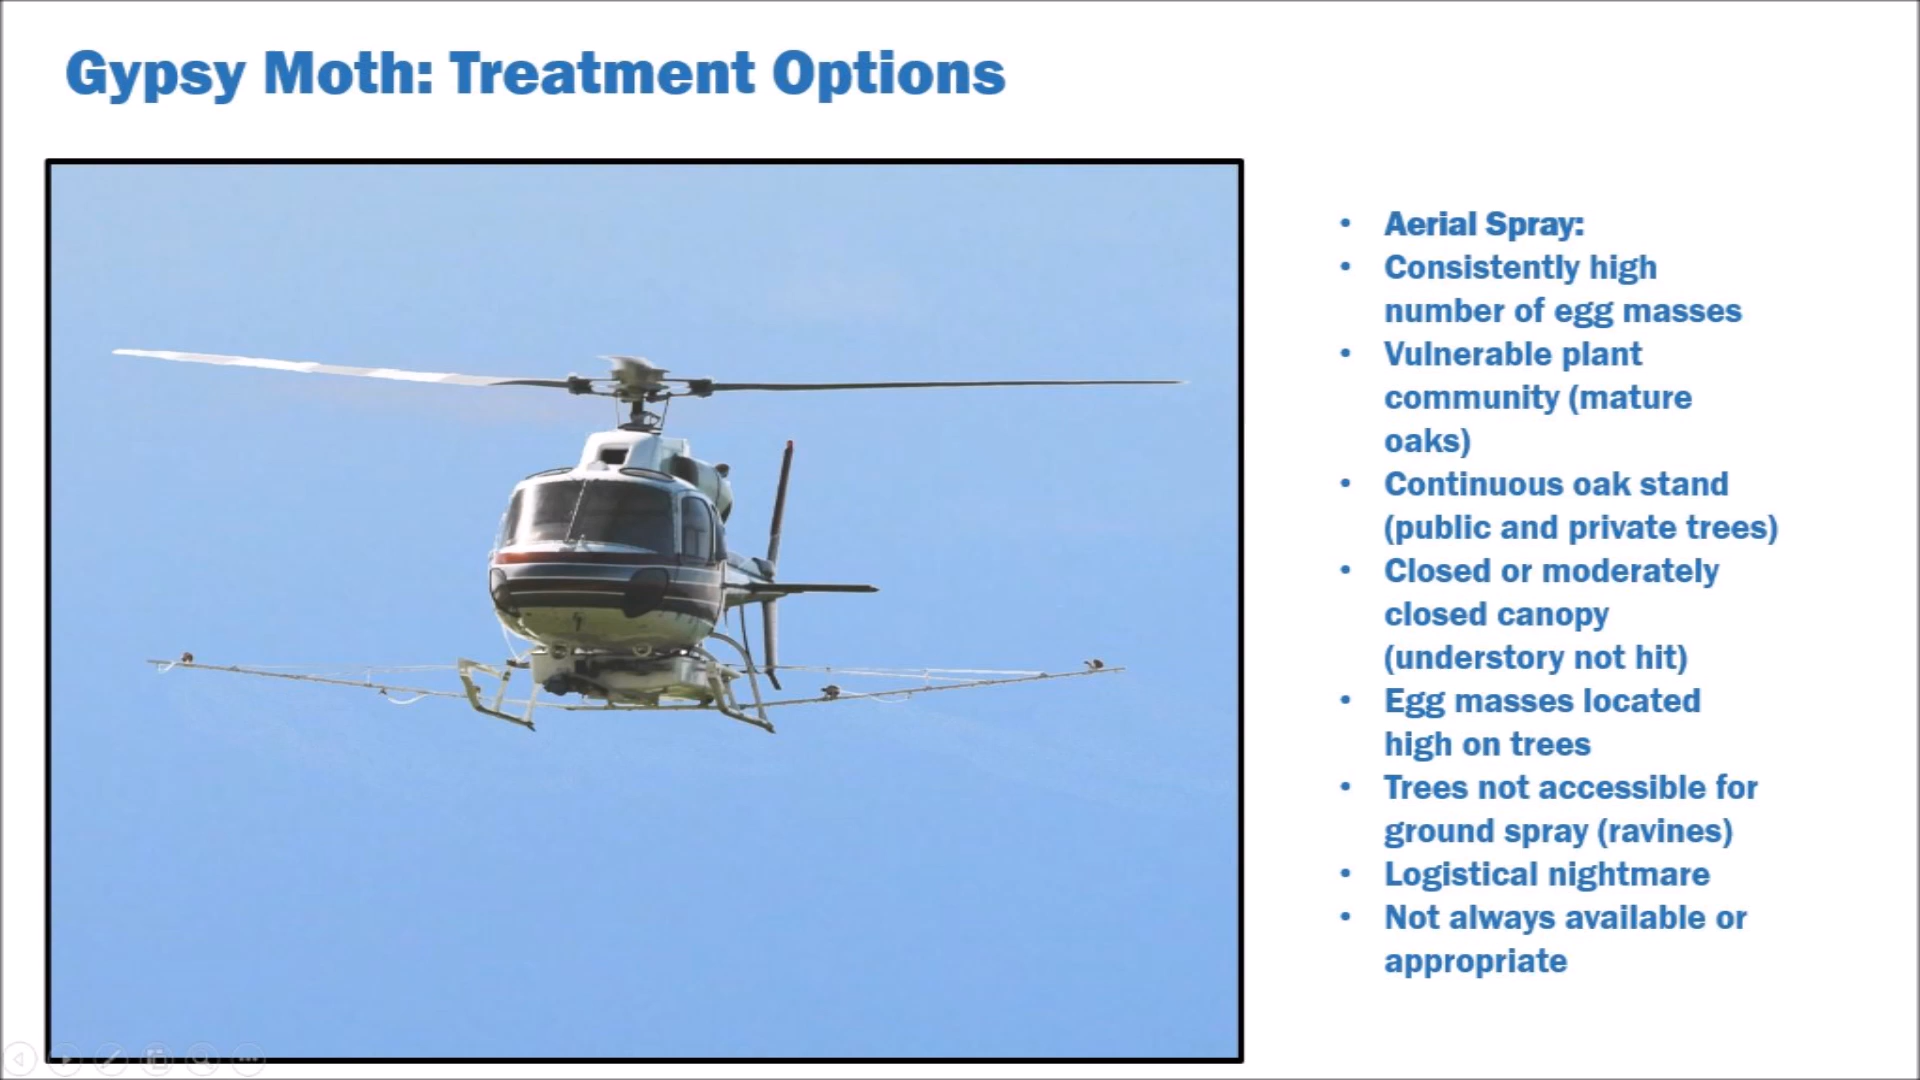 Gypsy Moth: Treatment Options
• Aerial Spray:
• Consistently high
number of egg masses
• Vulnerable plant
community (mature
oaks)
• Continuous oak stand
(public and private trees)
• Closed or moderately
closed canopy
(understory not hit)
• Egg masses located
high on trees
• Trees not accessible for
ground spray (ravines)
• Logistical nightmare
• Not always available or
appropriate